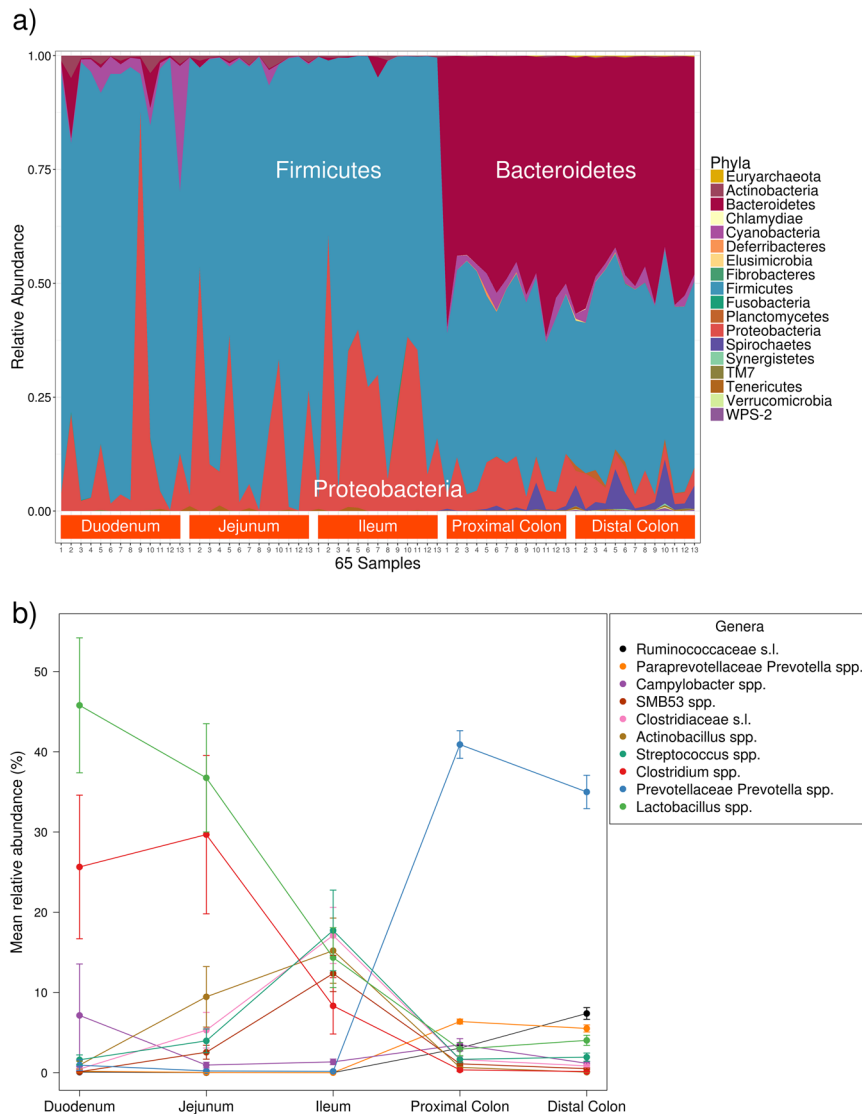 a)
1.00
0.75
0.50
0.25
0.00
Relative Abundance
Firmicutes
Bacteroidetes
Proteobacteria
Duodenum
Jejunum
Ileum
Proximal Colon
Distal Colon
1 2 3 4 5 6 7 8 9 10 11 12 13 1 2 3 4 5 6 7 8 9 10 11 12 13 1 2 3 4 5 6 7 8 9 10 11 12 13 1 2 3 4 5 6 7 8 9 10 11 12 13 1 2 3 4 5 6 7 8 9 10 11 12 13
65 Samples
Phyla
Euryarchaeota
Actinobacteria
Bacteroidetes
Chlamydiae
Cyanobacteria
Deferribacteres
Elusimicrobia
Fibrobacteres
Firmicutes
Fusobacteria
Planctomycetes
Proteobacteria
Spirochaetes
Synergistetes
TM7
Tenericutes
Verrucomicrobia
WPS-2
b)
50
40
30
20
10
0
Mean relative abundance (%)
Duodenum
Jejunum
Ileum
Proximal Colon
Distal Colon
Genera
Ruminococcaceae s.l.
Paraprevotellaceae Prevotella spp.
Campylobacter spp.
SMB53 spp.
Clostridiaceae s.l.
Actinobacillus spp.
Streptococcus spp.
Clostridium spp.
Prevotellaceae Prevotella spp.
Lactobacillus spp.